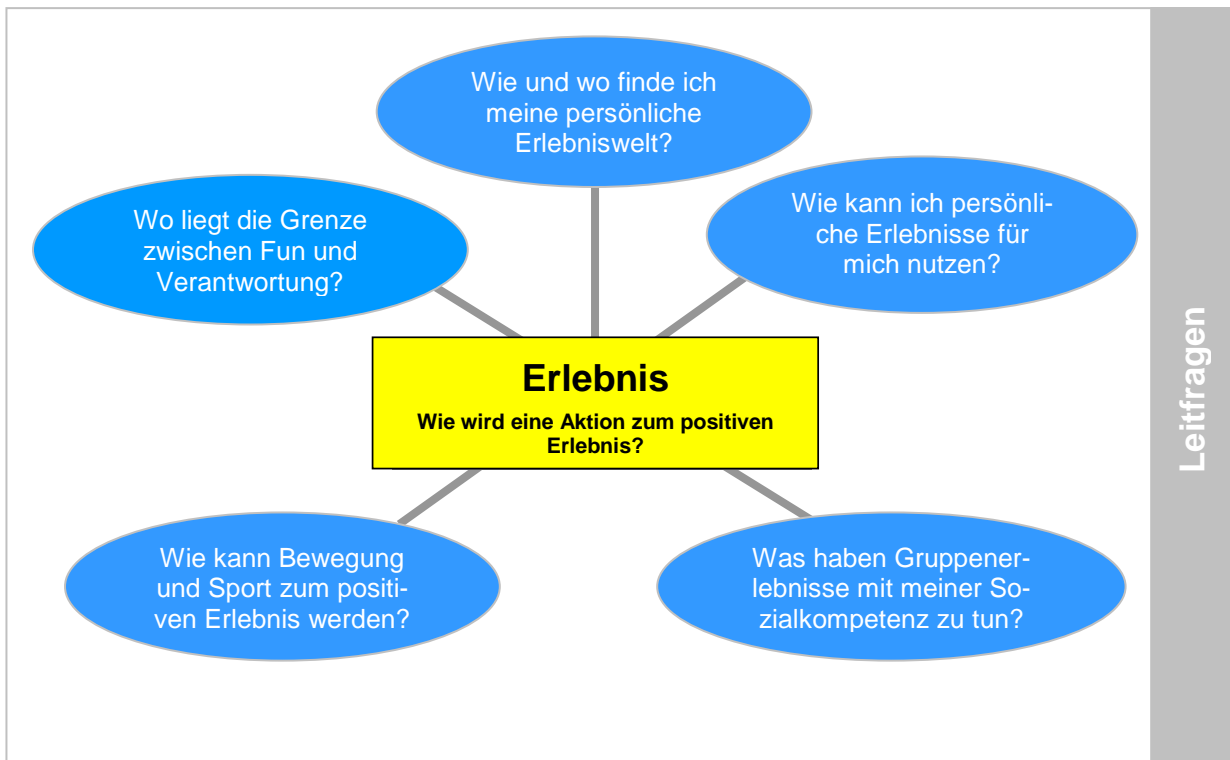 Wie und wo finde ich
meine persönliche
Erlebniswelt?
Wo liegt die Grenze
zwischen Fun und
Verantwortung?
Wie kann ich persönli-
che Erlebnisse für
mich nutzen?
Erlebnis
Wie wird eine Aktion zum positiven
Erlebnis?
Wie kann Bewegung
und Sport zum positi-
ven Erlebnis werden?
Was haben Gruppener-
lebnisse mit meiner So-
zialkompetenz zu tun?
Leitfragen